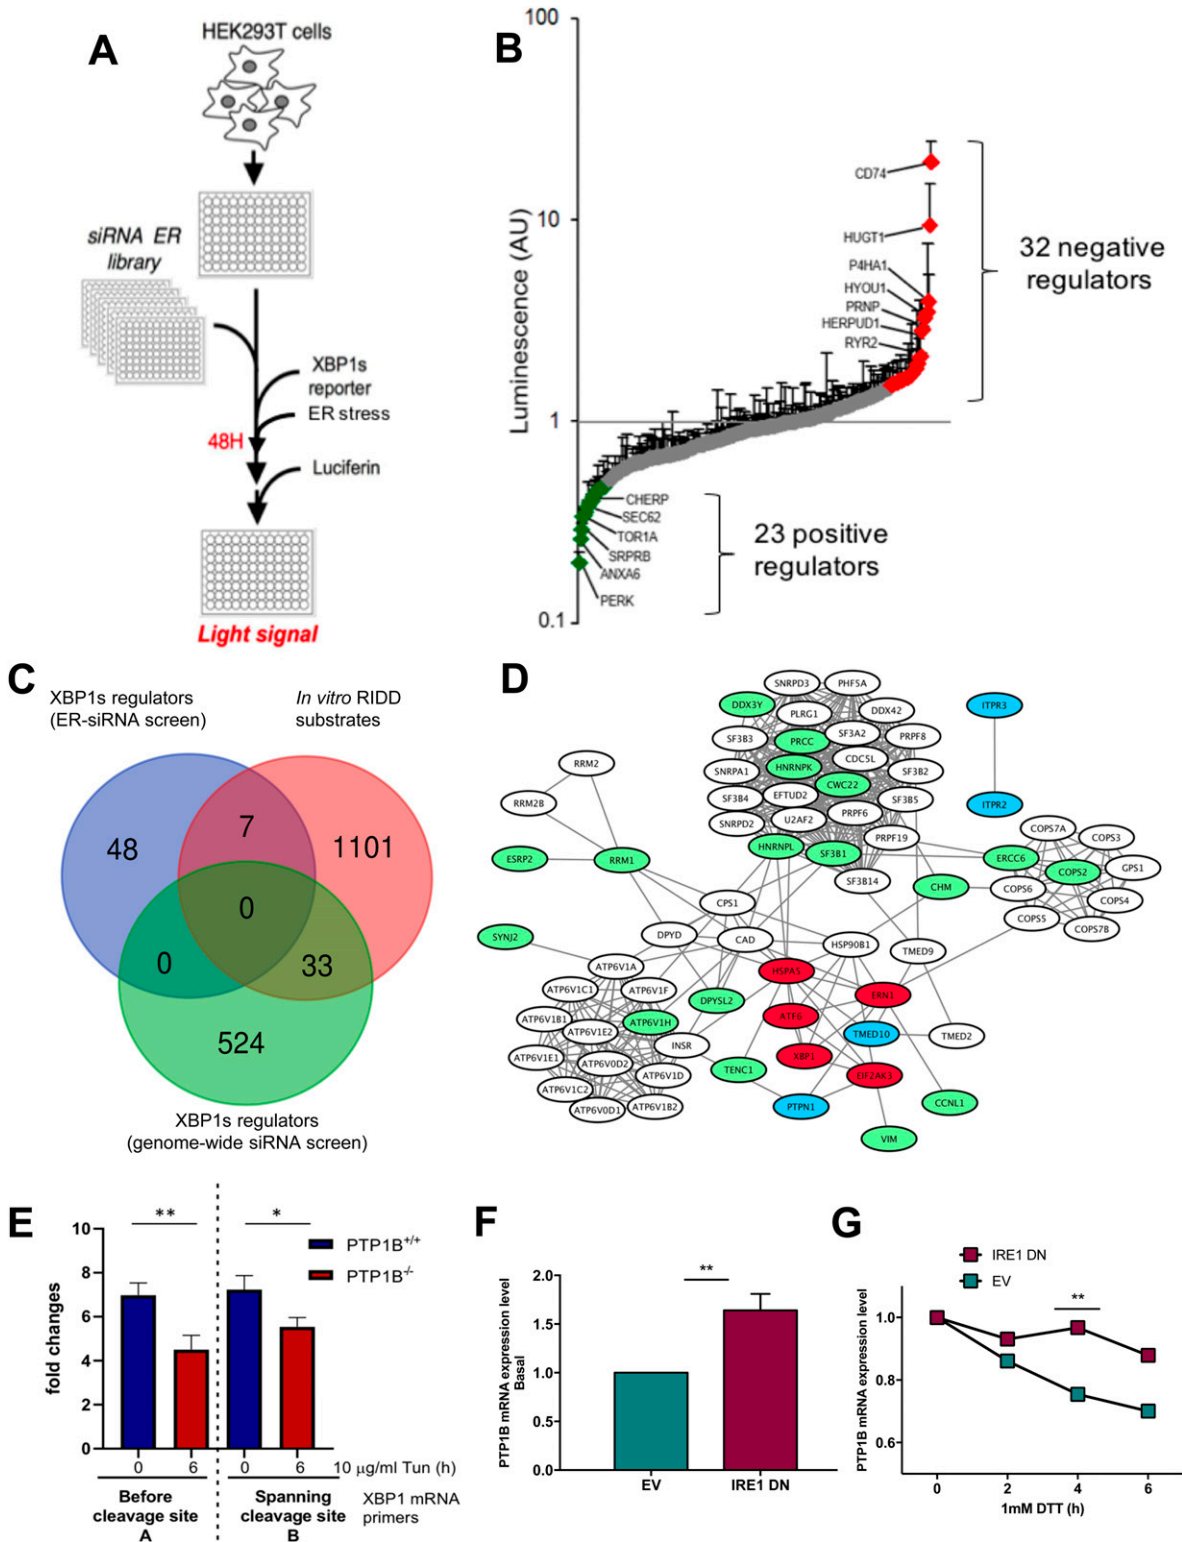 A
HEK293T cells
siRNA ER
library
XBP1s
reporter
ER stress
48H
Luciferin
Light signal
B
100
10
1
0.1
Luminescence (AU)
CD74
HUGT1
P4HA1
HYOU1
PRNP
HERPUD1
RYR2
32 negative
regulators
CHERP
SEC62
TOR1A
SRPRB
ANXA6
PERK
23 positive
regulators
C
XBP1s regulators
(ER-siRNA screen)
In vitro RIDD
substrates
48
7
1101
0
0
33
524
XBP1s regulators
(genome-wide siRNA screen)
D
SNRPD3
PHF5A
ITPR3
DDX3Y
PLRG1
DDX42
SF3B3
PRCC
SF3A2
PRPF8
CDC5L
RRM2
SNRPA1
HNRNPK
SF3B2
CWC22
RRM2B
SF3B4
EFTUD2
SF3B5
ITPR2
SNRPD2
U2AF2
PRPF6
PRPF19
COPS7A
COPS3
ESRP2
RRM1
HNRNPL
SF3B1
ERCC6
COPS2
GPS1
SF3B14
CHM
COPS6
COPS4
CPS1
COPS5
COPS7B
SYNJ2
DPYD
CAD
HSP90B1
TMED9
ATP6V1A
HSPA5
ATP6V1C1
ATP6V1F
DPYSL2
ERN1
ATP6V1B1
ATP6V1H
ATF6
ATP6V1E2
TMED10
TMED2
INSR
ATP6V1E1
ATP6V0D2
XBP1
ATP6V1D
TENC1
EIF2AK3
ATP6V1C2
ATP6V0D1
ATP6V1B2
PTPN1
CCNL1
VIM
E
10
8
6
4
2
0
fold changes
**
*
PTP1B+/+
PTP1B-/-
0
6
0
6
10 µg/ml Tun (h)
Before
cleavage site
A
Spanning
cleavage site
B
XBP1 mRNA
primers
F
2.0
1.5
1.0
0.5
0.0
PTP1B mRNA expression level
Basal
**
EV
IRE1 DN
G
IRE1 DN
EV
**
1.0
0.8
0.6
PTP1B mRNA expression level
0
2
4
6
1mM DTT (h)